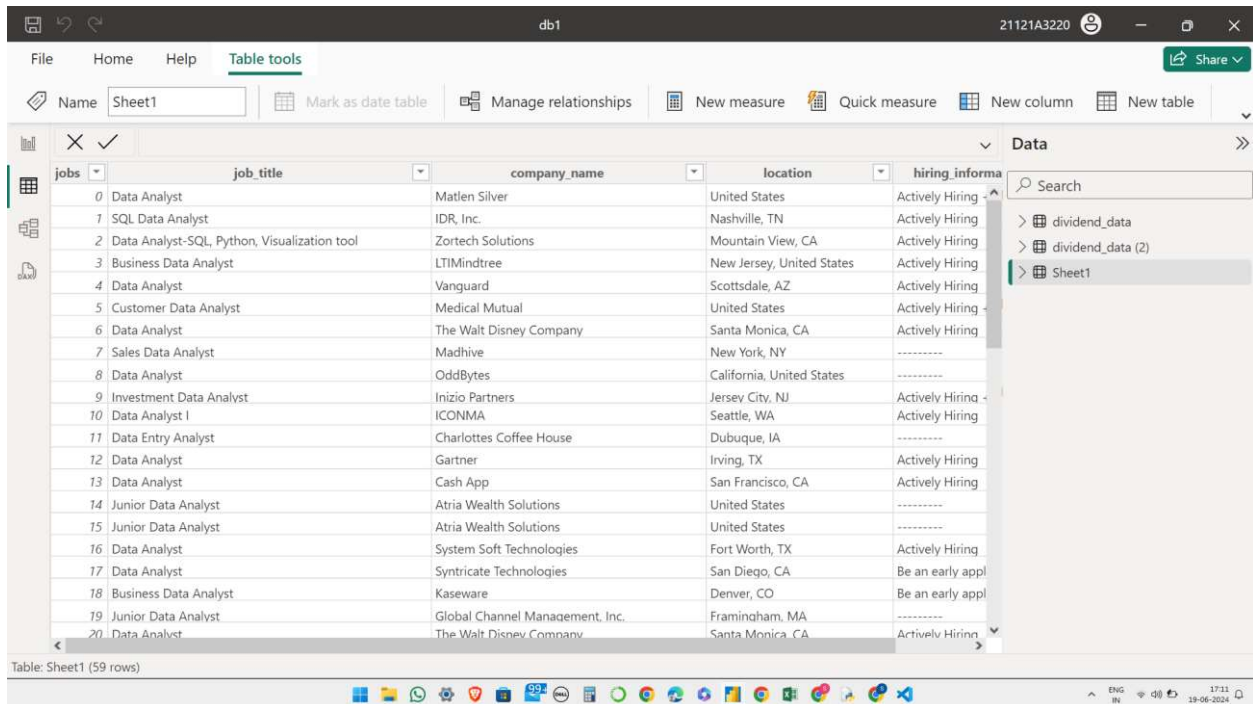 db1 21121A3220
File Home Help Table tools Share
Name Sheet1 Mark as date table Manage relationships New measure Quick measure New column New table
Data
jobs job_title company_name location hiring_informa
Search
0 Data Analyst Matlen Silver United States Actively Hiring -
1 SQL Data Analyst IDR, Inc. Nashville, TN Actively Hiring
dividend_data
2 Data Analyst-SQL, Python, Visualization tool Zortech Solutions Mountain View, CA Actively Hiring
dividend_data (2)
3 Business Data Analyst LTIMindtree New Jersey, United States Actively Hiring
Sheet1
4 Data Analyst Vanguard Scottsdale, AZ Actively Hiring
5 Customer Data Analyst Medical Mutual United States Actively Hiring -
6 Data Analyst The Walt Disney Company Santa Monica, CA Actively Hiring
7 Sales Data Analyst Madhive New York, NY ---------
8 Data Analyst OddBytes California, United States ---------
9 Investment Data Analyst Inizio Partners Jersey City, NJ Actively Hiring -
10 Data Analyst I ICONMA Seattle, WA Actively Hiring
11 Data Entry Analyst Charlottes Coffee House Dubuque, IA ---------
12 Data Analyst Gartner Irving, TX Actively Hiring
13 Data Analyst Cash App San Francisco, CA Actively Hiring
14 Junior Data Analyst Atria Wealth Solutions United States ---------
15 Junior Data Analyst Atria Wealth Solutions United States ---------
16 Data Analyst System Soft Technologies Fort Worth, TX Actively Hiring
17 Data Analyst Syntricate Technologies San Diego, CA Be an early appl
18 Business Data Analyst Kaseware Denver, CO Be an early appl
19 Junior Data Analyst Global Channel Management, Inc. Framingham, MA ---------
20 Data Analyst The Walt Disney Company Santa Monica, CA Actively Hiring
Table: Sheet1 (59 rows)
99+ DELL ENG 17:11
IN 19-06-2024